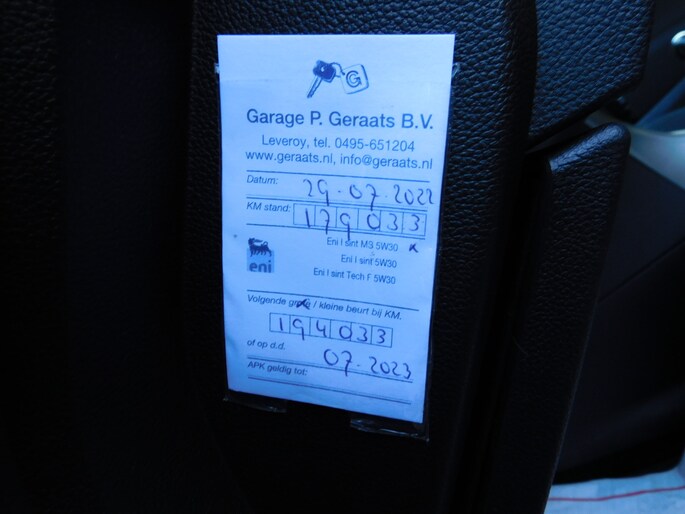 G
Garage P. Geraats B.V.
Leveroy, tel. 0495-651204
www.geraats.nl, info@geraats.nl
Datum: 29-07-2022
KM stand: 179033
Eni I sint MS 5W30 x
Eni I sint 5W30
eni
Eni I sint Tech F 5W30
Volgende grote / kleine beurt bij KM.
194033
of op d.d. 07-2023
APK geldig tot: